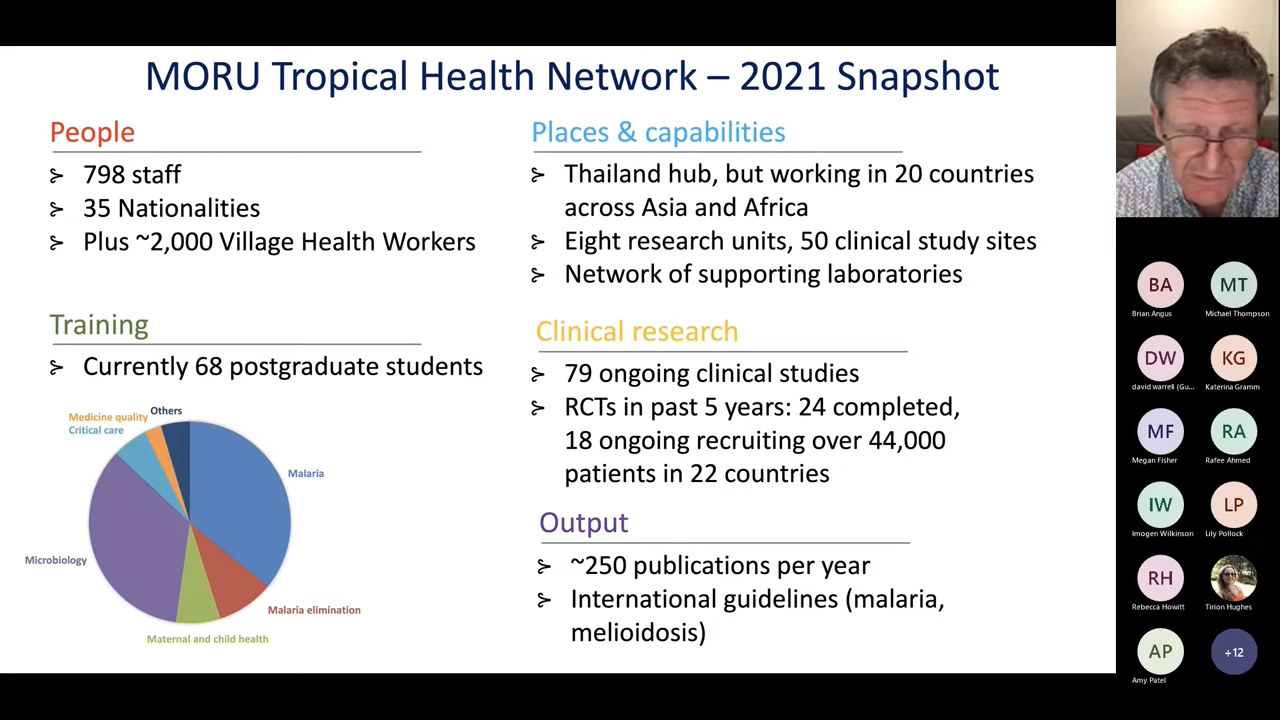 MORU Tropical Health Network – 2021 Snapshot
People
798 staff
35 Nationalities
Plus ~2,000 Village Health Workers
Training
Currently 68 postgraduate students
Others
Medicine quality
Critical care
Malaria
Microbiology
Malaria elimination
Maternal and child health
Places & capabilities
Thailand hub, but working in 20 countries
across Asia and Africa
Eight research units, 50 clinical study sites
Network of supporting laboratories
Clinical research
79 ongoing clinical studies
RCTs in past 5 years: 24 completed,
18 ongoing recruiting over 44,000
patients in 22 countries
Output
~250 publications per year
International guidelines (malaria,
melioidosis)
BA
MT
Brian Angus
Michael Thompson
DW
KG
david warrell (Gu...
Katerina Gramm
MF
RA
Megan Fisher
Rafee Ahmed
IW
LP
Imogen Wilkinson
Lily Pollock
RH
Rebecca Howitt
Tirion Hughes
AP
+12
Amy Patel